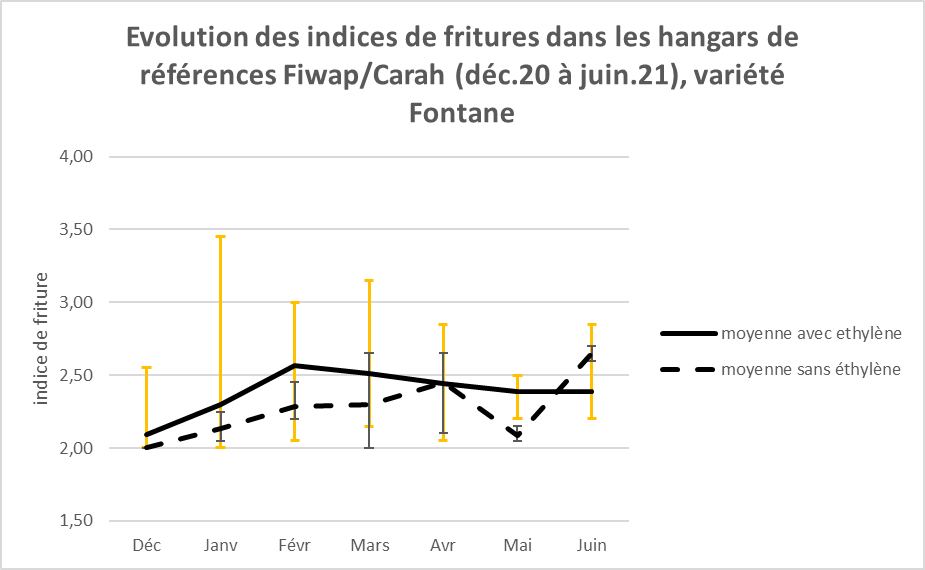 Evolution des indices de fritures dans les hangars de
références Fiwap/Carah (déc.20 à juin.21), variété
Fontane
4,00
3,50
3,00
2,50
2,00
1,50
indice de friture
Déc Janv Févr Mars Avr Mai Juin
moyenne avec ethylène
moyenne sans éthylène